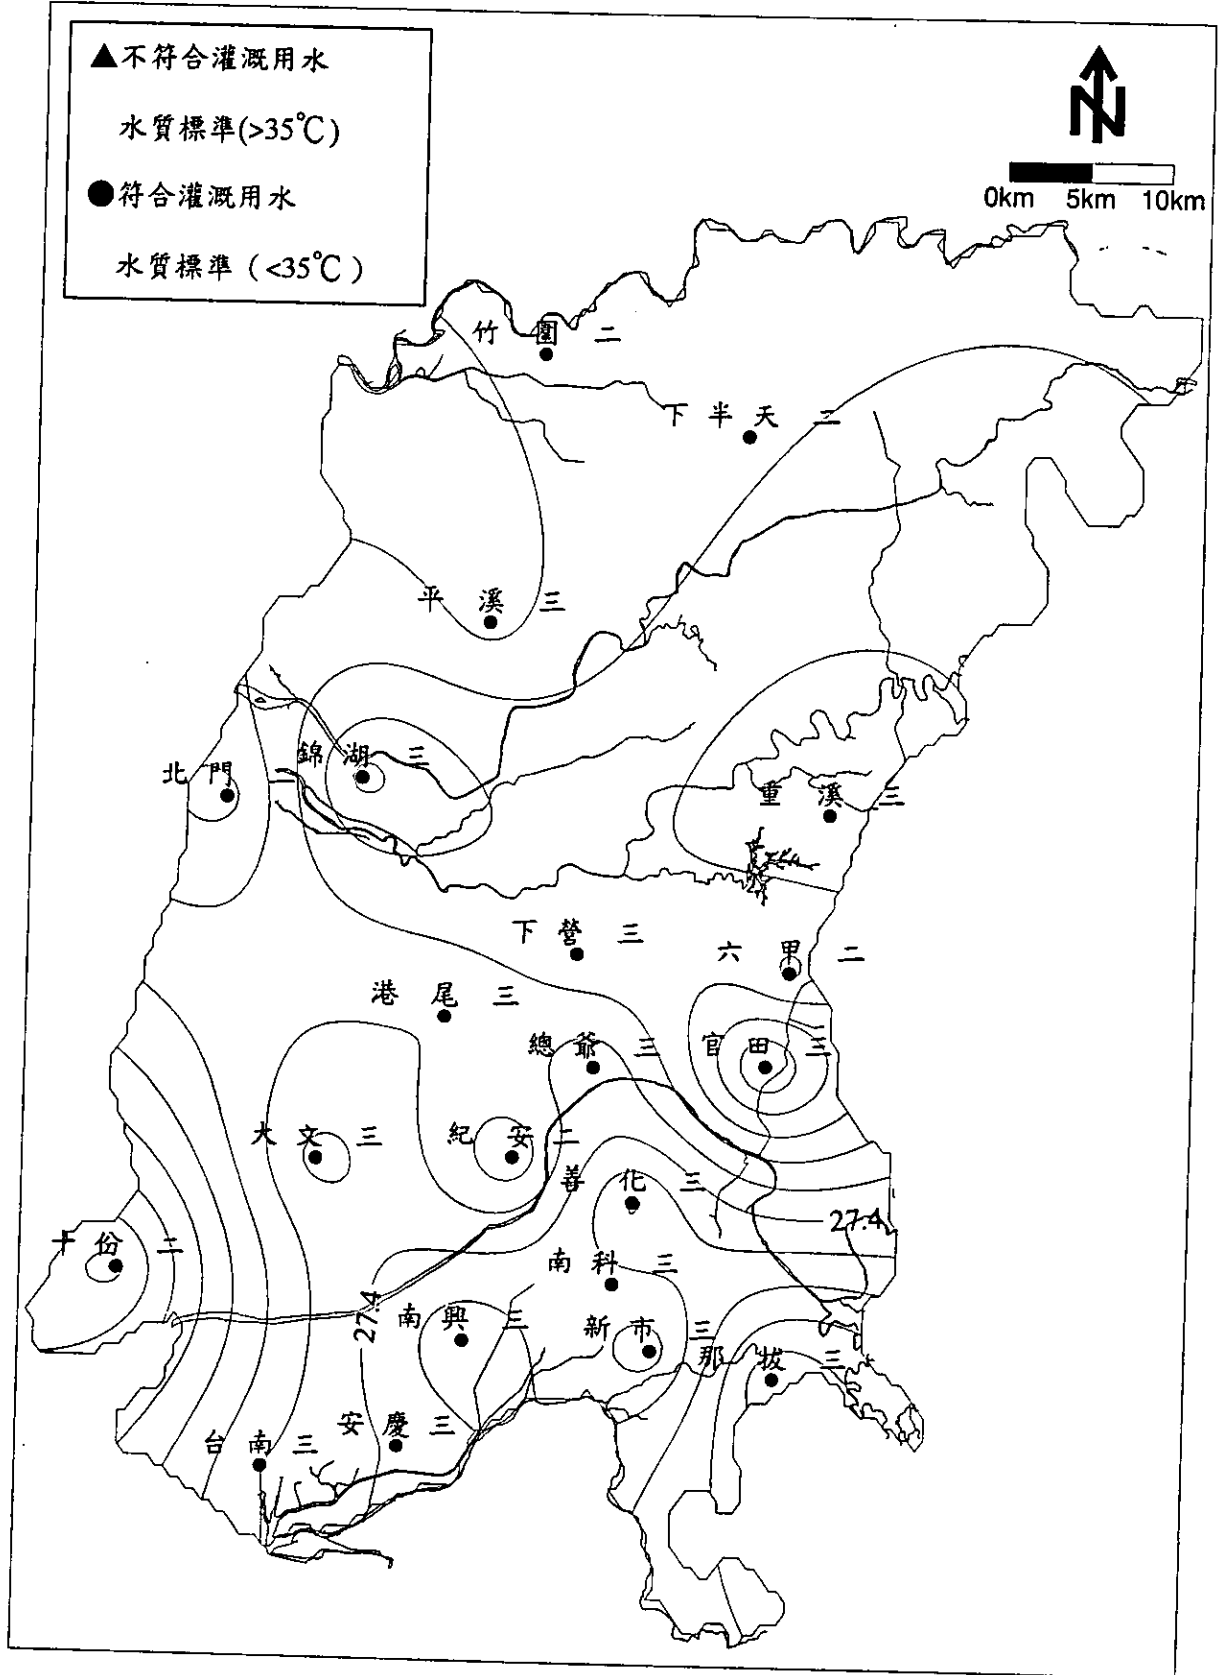 ▲不符合灌溉用水
水質標準(>35℃)
●符合灌溉用水
水質標準（<35℃）
N
0km 5km 10km
竹圍二
下半天二
平溪三
錦湖三
北門二
重溪三
下營三
六甲二
港尾三
總爺三
官田三
大文三
紀安二
善化三
27.4
十份二
南科三
27.4
南興三
新市三
那拔三
安慶三
台南三